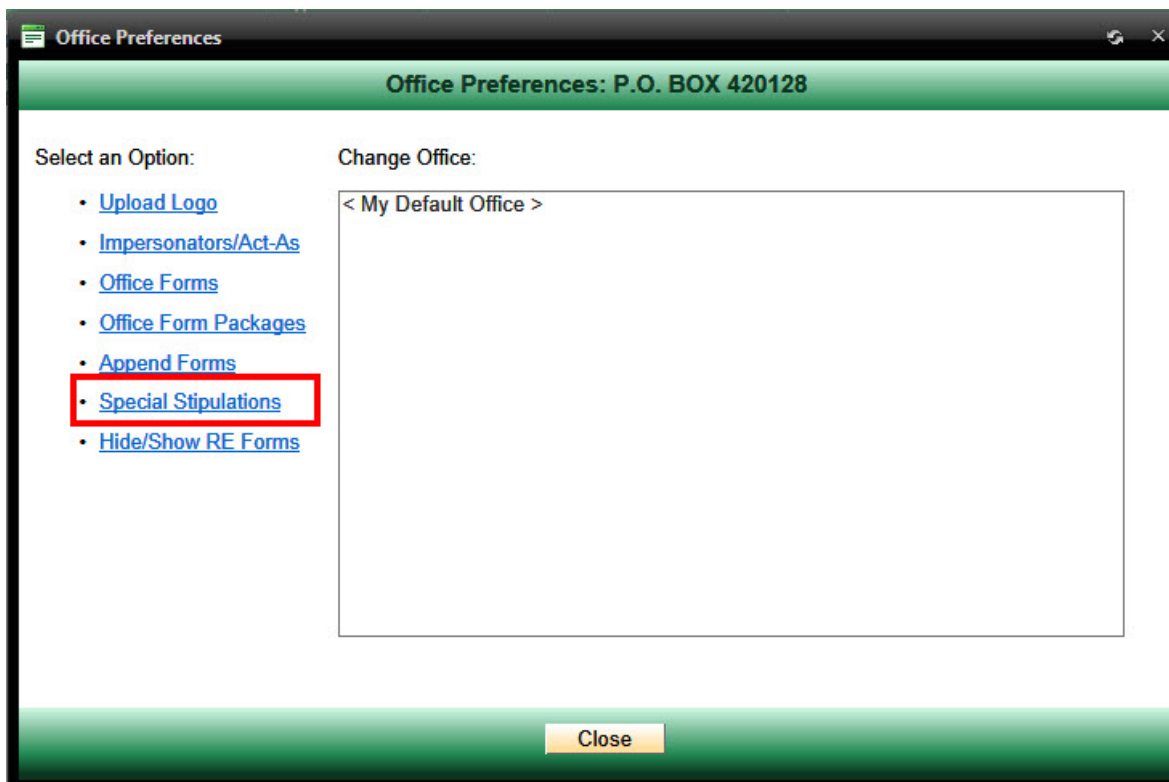 Office Preferences
Office Preferences: P.O. BOX 420128
Select an Option:
• Upload Logo
• Impersonators/Act-As
• Office Forms
• Office Form Packages
• Append Forms
• Special Stipulations
• Hide/Show RE Forms
Change Office:
< My Default Office >
Close